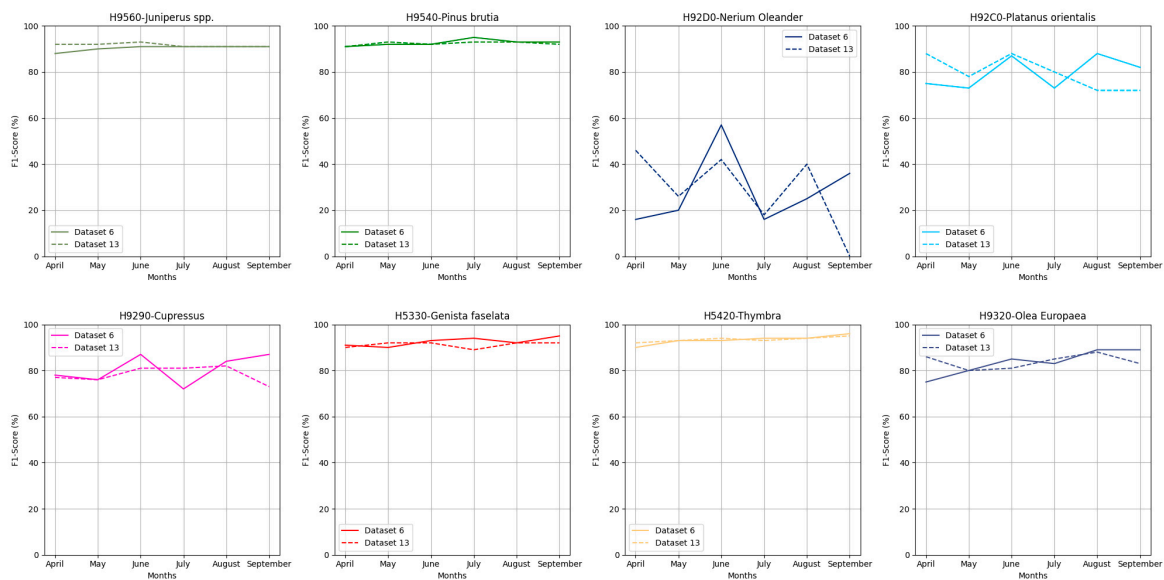 H9560-Juniperus spp.
100
80
60
40
20
0
F1-Score (%)
Dataset 6
Dataset 13
April May June July August September
Months
H9540-Pinus brutia
100
80
60
40
20
0
F1-Score (%)
Dataset 6
Dataset 13
April May June July August September
Months
H92D0-Nerium Oleander
100
80
60
40
20
0
F1-Score (%)
Dataset 6
Dataset 13
April May June July August September
Months
H92C0-Platanus orientalis
100
80
60
40
20
0
F1-Score (%)
Dataset 6
Dataset 13
April May June July August September
Months
H9290-Cupressus
100
80
60
40
20
0
F1-Score (%)
Dataset 6
Dataset 13
April May June July August September
Months
H5330-Genista faselata
100
80
60
40
20
0
F1-Score (%)
Dataset 6
Dataset 13
April May June July August September
Months
H5420-Thymbra
100
80
60
40
20
0
F1-Score (%)
Dataset 6
Dataset 13
April May June July August September
Months
H9320-Olea Europaea
100
80
60
40
20
0
F1-Score (%)
Dataset 6
Dataset 13
April May June July August September
Months